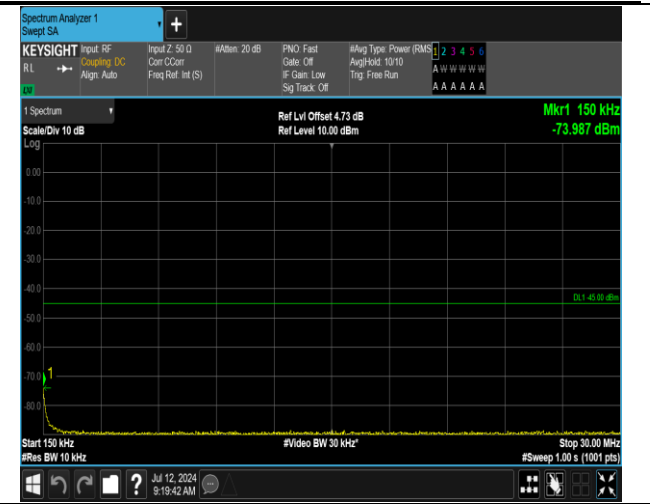 Spectrum Analyzer 1
Swept SA
KEYSIGHT Input: RF Input Z: 50 Ω #Atten: 20 dB PNO: Fast #Avg Type: Power (RMS 1 2 3 4 5 6
RL Coupling: DC Corr CCorr Gate: Off Avg|Hold: 10/10 A W W W W W
Align: Auto Freq Ref: Int (S) IF Gain: Low Trig: Free Run
Sig Track: Off A A A A A A
1 Spectrum Ref Lvl Offset 4.73 dB Mkr1 150 kHz
Scale/Div 10 dB Ref Level 10.00 dBm -73.987 dBm
Log
0.00
-10.0
-20.0
-30.0
-40.0
DL1 -45.00 dBm
-50.0
-60.0
-70.0
1
-80.0
Start 150 kHz #Video BW 30 kHz* Stop 30.00 MHz
#Res BW 10 kHz #Sweep 1.00 s (1001 pts)
? Jul 12, 2024
9:19:42 AM